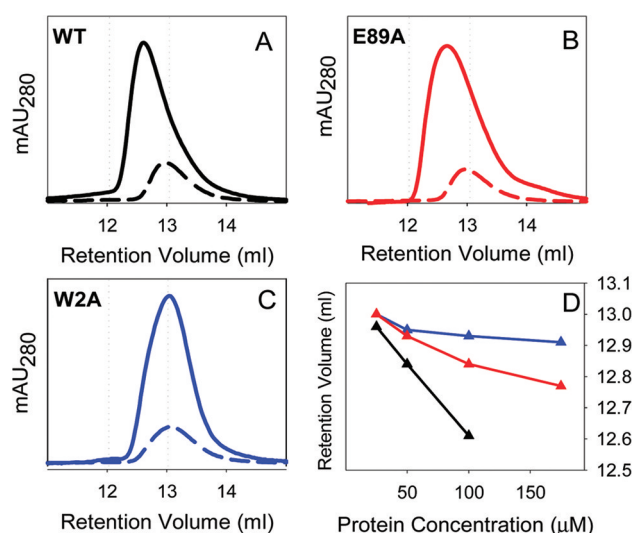 WT
A
mAU280
12 13 14
Retention Volume (ml)
E89A
B
mAU280
12 13 14
Retention Volume (ml)
W2A
C
mAU280
12 13 14
Retention Volume (ml)
D
Retention Volume (ml)
13.1
13.0
12.9
12.8
12.7
12.6
12.5
50 100 150
Protein Concentration (μM)